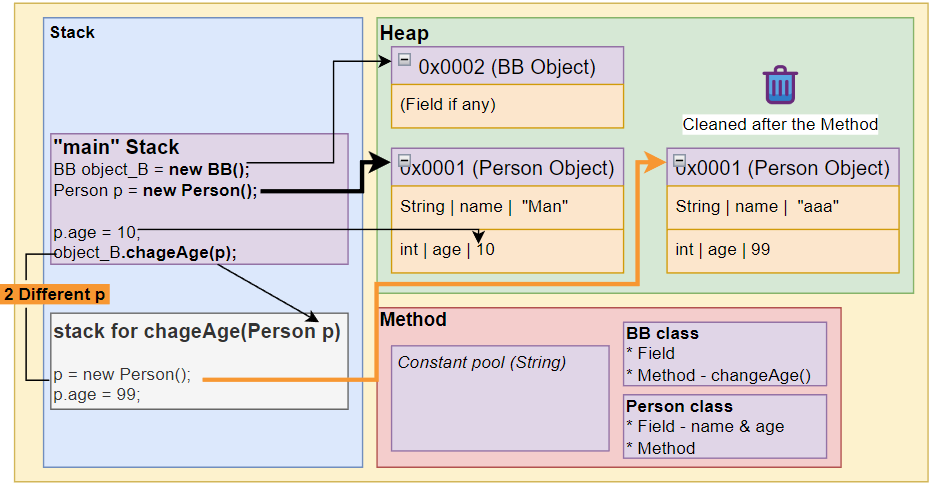 Stack
"main" Stack
BB object_B = new BB();
Person p = new Person();
p.age = 10;
object_B.chageAge(p);
2 Different p
stack for chageAge(Person p)
p = new Person();
p.age = 99;
Heap
0x0002 (BB Object)
(Field if any)
Cleaned after the Method
0x0001 (Person Object)
String | name | "Man"
int | age | 10
0x0001 (Person Object)
String | name | "aaa"
int | age | 99
Method
Constant pool (String)
BB class
* Field
* Method - changeAge()
Person class
* Field - name & age
* Method